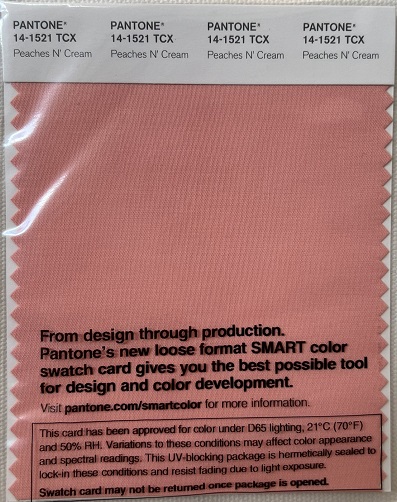 PANTONE® PANTONE® PANTONE® PANTONE®
14-1521 TCX 14-1521 TCX 14-1521 TCX 14-1521 TCX
Peaches N' Cream Peaches N' Cream Peaches N' Cream Peaches N' Cream
From design through production.
Pantone's new loose format SMART color
swatch card gives you the best possible tool
for design and color development.
Visit pantone.com/smartcolor for more information.
This card has been approved for color under D65 lighting, 21°C (70°F)
and 50% RH. Variations to these conditions may affect color appearance
and spectral readings. This UV-blocking package is hermetically sealed to
lock-in these conditions and resist fading due to light exposure.
Swatch card may not be returned once package is opened.